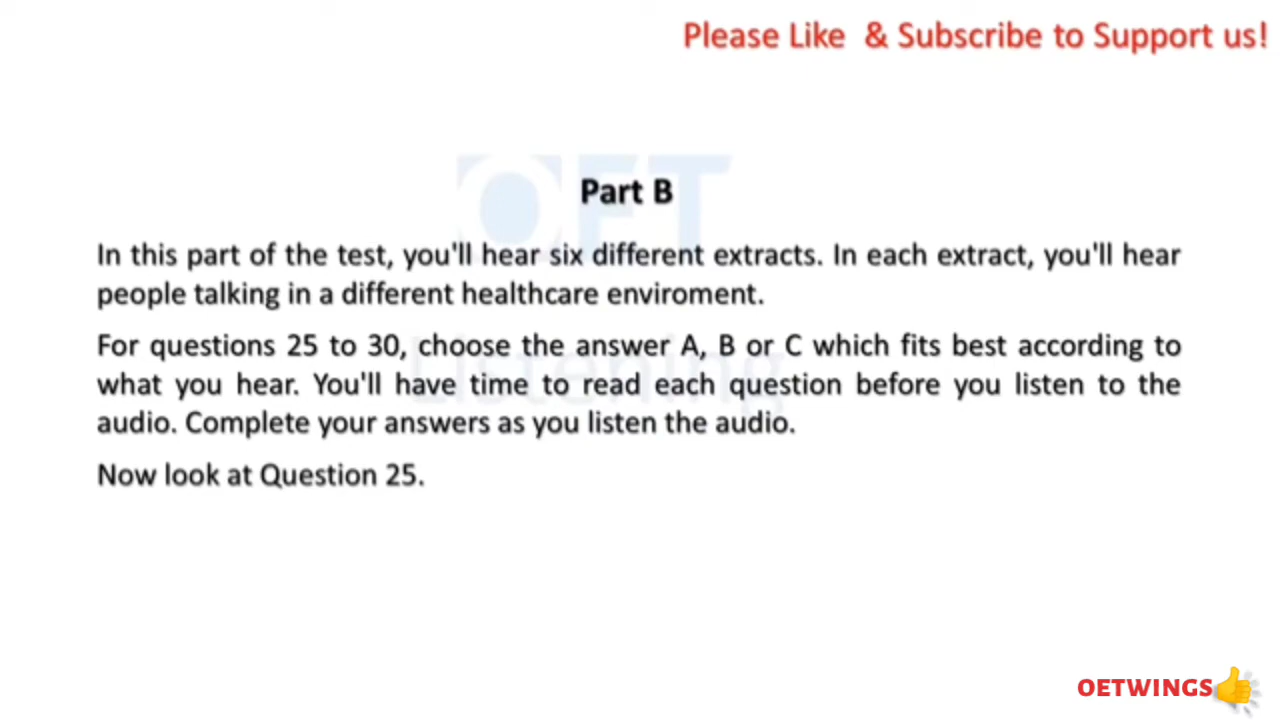 Please Like & Subscribe to Support us!
OET
Part B
In this part of the test, you'll hear six different extracts. In each extract, you'll hear
people talking in a different healthcare enviroment.
For questions 25 to 30, choose the answer A, B or C which fits best according to
Listening
what you hear. You'll have time to read each question before you listen to the
audio. Complete your answers as you listen the audio.
Now look at Question 25.
OETWINGS